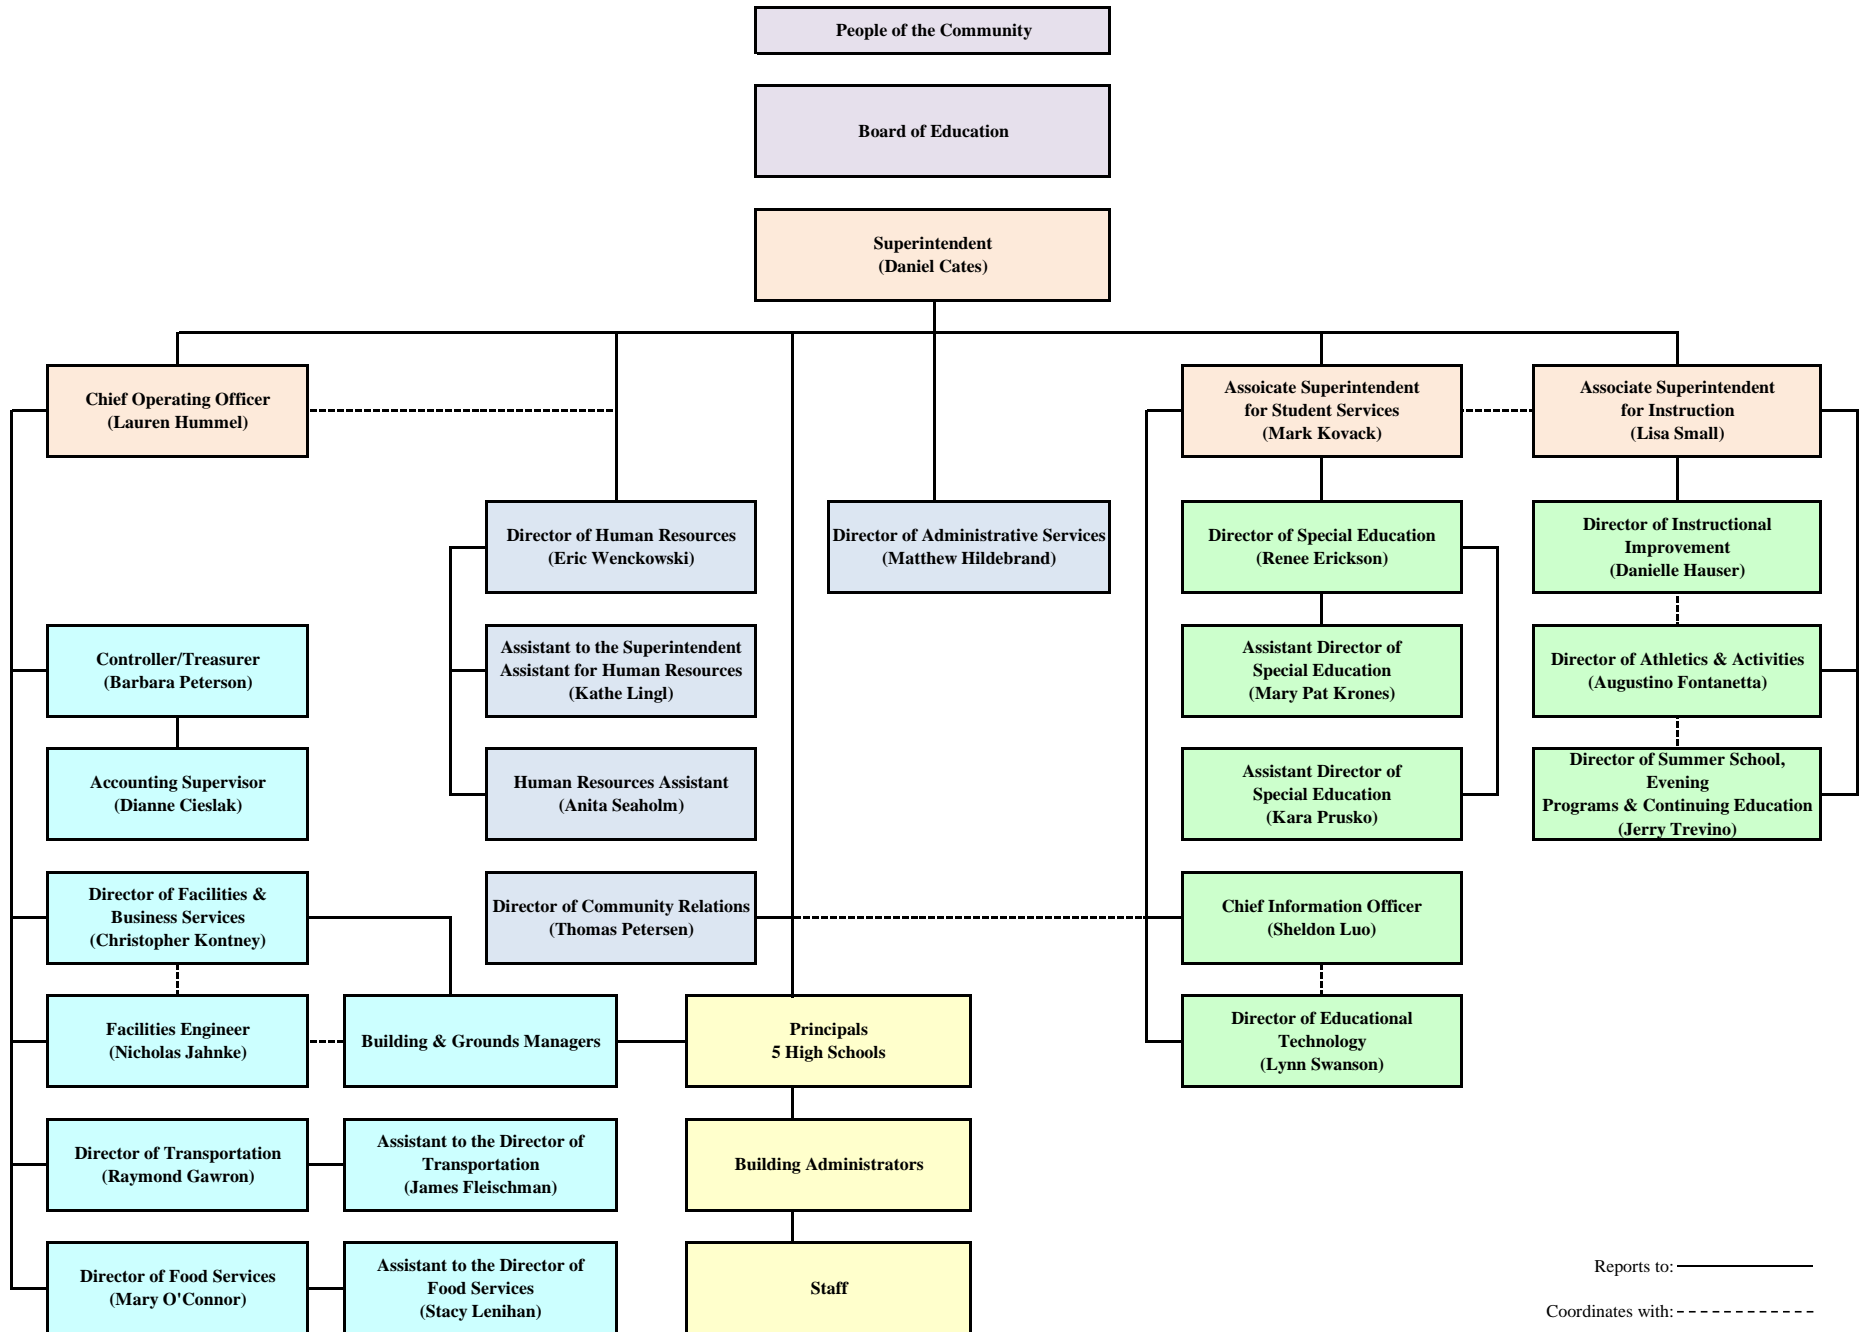 People of the Community
Board of Education
Superintendent
(Daniel Cates)
Chief Operating Officer
(Lauren Hummel)
Assoicate Superintendent
for Student Services
(Mark Kovack)
Associate Superintendent
for Instruction
(Lisa Small)
Director of Human Resources
(Eric Wenckowski)
Director of Administrative Services
(Matthew Hildebrand)
Director of Special Education
(Renee Erickson)
Director of Instructional
Improvement
(Danielle Hauser)
Controller/Treasurer
(Barbara Peterson)
Assistant to the Superintendent
Assistant for Human Resources
(Kathe Lingl)
Assistant Director of
Special Education
(Mary Pat Krones)
Director of Athletics & Activities
(Augustino Fontanetta)
Accounting Supervisor
(Dianne Cieslak)
Human Resources Assistant
(Anita Seaholm)
Assistant Director of
Special Education
(Kara Prusko)
Director of Summer School,
Evening
Programs & Continuing Education
(Jerry Trevino)
Director of Facilities &
Business Services
(Christopher Kontney)
Director of Community Relations
(Thomas Petersen)
Chief Information Officer
(Sheldon Luo)
Facilities Engineer
(Nicholas Jahnke)
Building & Grounds Managers
Principals
5 High Schools
Director of Educational
Technology
(Lynn Swanson)
Director of Transportation
(Raymond Gawron)
Assistant to the Director of
Transportation
(James Fleischman)
Building Administrators
Director of Food Services
(Mary O'Connor)
Assistant to the Director of
Food Services
(Stacy Lenihan)
Staff
Reports to:
Coordinates with: